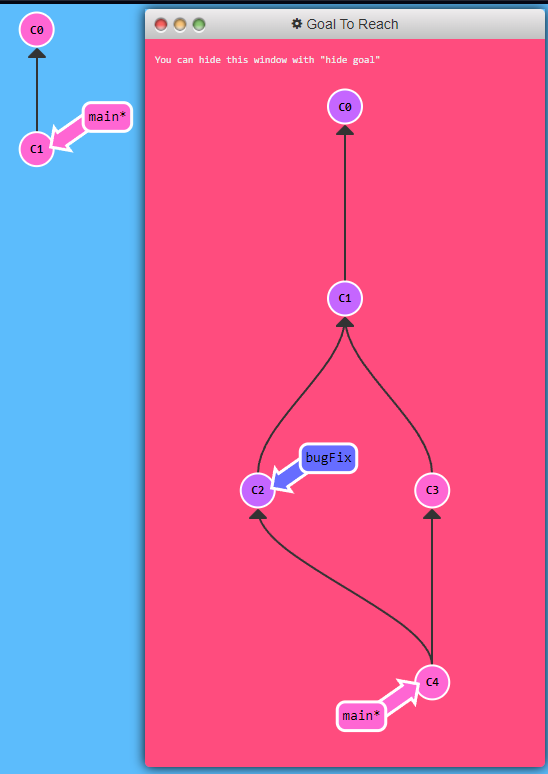 C0
main*
C1
Goal To Reach
You can hide this window with "hide goal"
C0
C1
bugFix
C2
C3
C4
main*